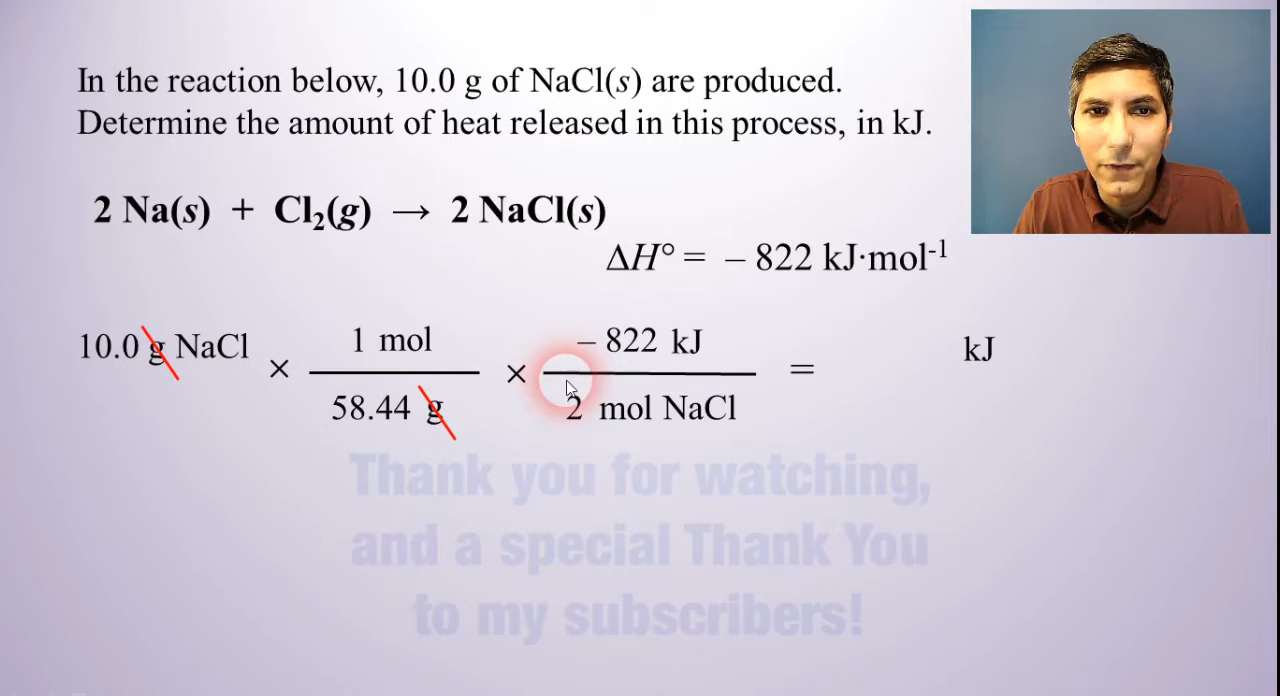 In the reaction below, 10.0 g of NaCl(s) are produced.
Determine the amount of heat released in this process, in kJ.
2 Na(s) + Cl₂(g) → 2 NaCl(s)
ΔH° = – 822 kJ·mol⁻¹
10.0 g NaCl × 1 mol / 58.44 g × – 822 kJ / 2 mol NaCl = kJ
Thank you for watching,
and a special Thank You
to my subscribers!